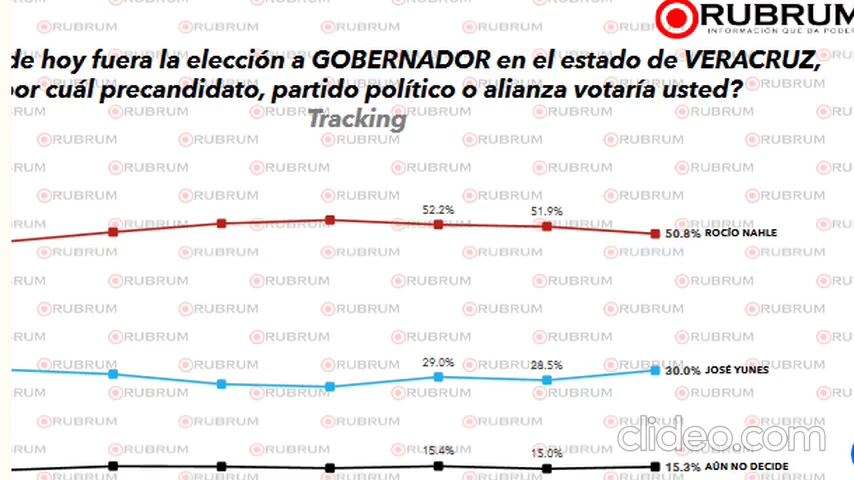 RUBRUM
INFORMACIÓN QUE DA PODER
de hoy fuera la elección a GOBERNADOR en el estado de VERACRUZ,
por cuál precandidato, partido político o alianza votaría usted?
Tracking
52.2%
51.9%
50.8% ROCÍO NAHLE
29.0%
28.5%
30.0% JOSÉ YUNES
clideo.com
15.4%
15.0%
15.3% AÚN NO DECIDE